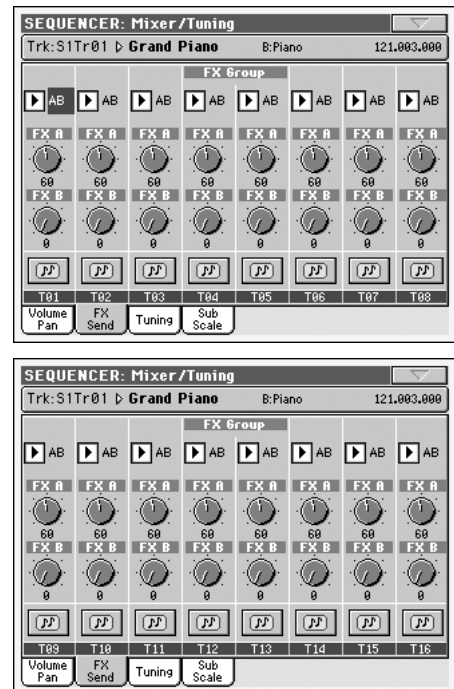 SEQUENCER: Mixer/Tuning
Trk:S1Tr01 Grand Piano B:Piano 121.003.000
FX Group
AB AB AB AB AB AB AB AB
FX A FX A FX A FX A FX A FX A FX A FX A
60 60 60 60 60 60 60 60
FX B FX B FX B FX B FX B FX B FX B FX B
0 0 0 0 0 0 0 0
T01 T02 T03 T04 T05 T06 T07 T08
Volume Pan FX Send Tuning Sub Scale
SEQUENCER: Mixer/Tuning
Trk:S1Tr01 Grand Piano B:Piano 121.003.000
FX Group
AB AB AB AB AB AB AB AB
FX A FX A FX A FX A FX A FX A FX A FX A
60 60 60 60 60 60 60 60
FX B FX B FX B FX B FX B FX B FX B FX B
0 0 0 0 0 0 0 0
T09 T10 T11 T12 T13 T14 T15 T16
Volume Pan FX Send Tuning Sub Scale